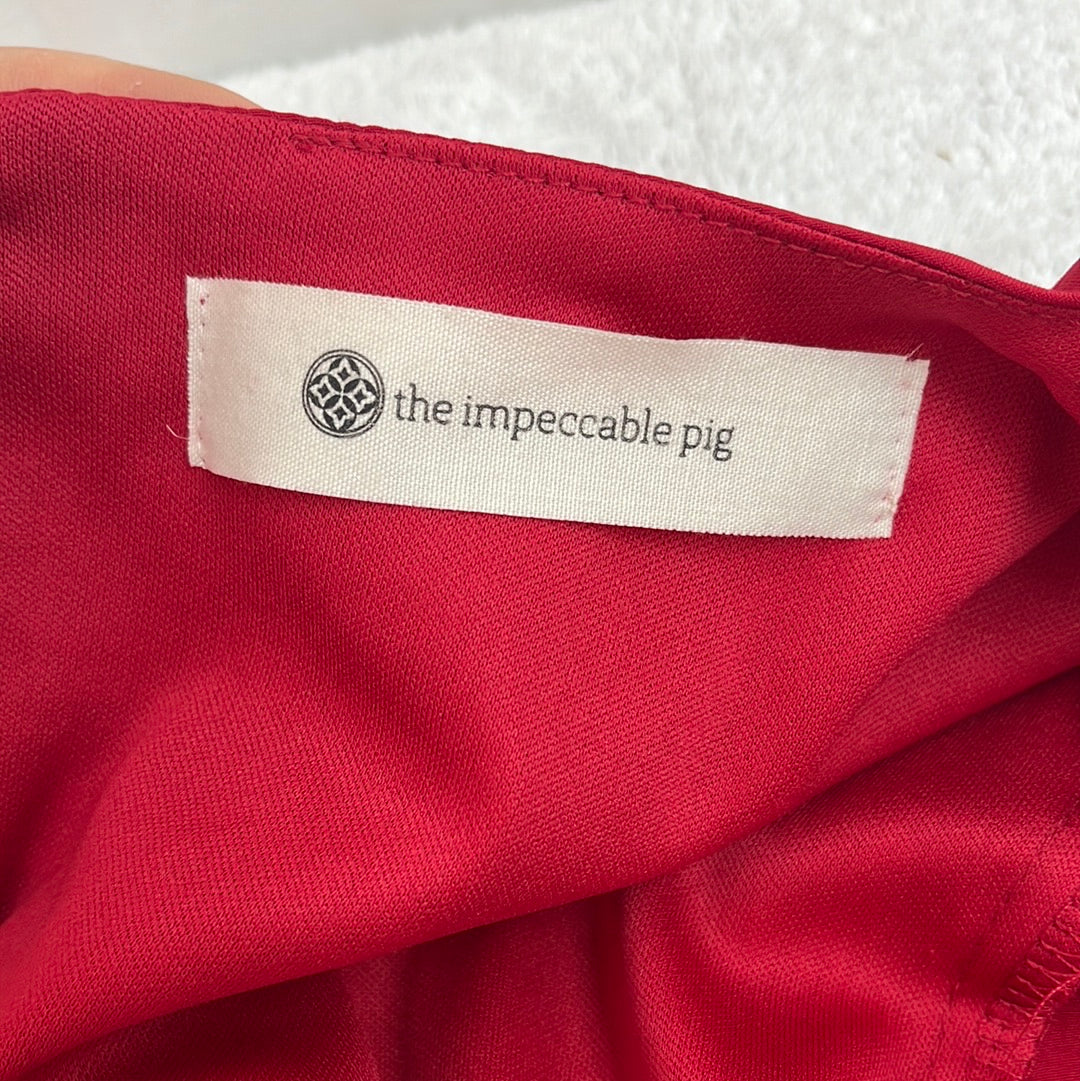 the impeccable pig